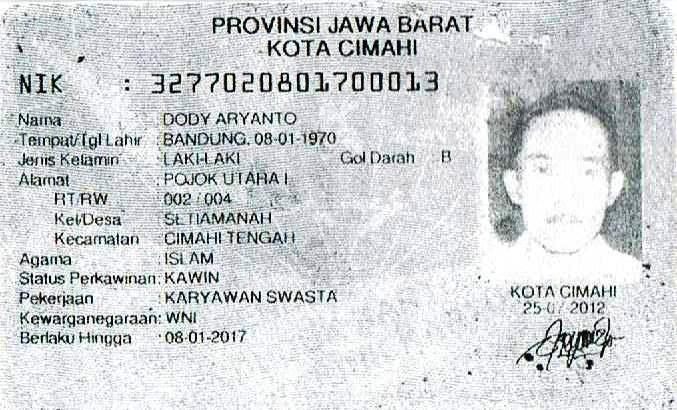 PROVINSI JAWA BARAT
KOTA CIMAHI
NIK : 3277020801700013
Nama : DODY ARYANTO
Tempat/Tgl Lahir : BANDUNG, 08-01-1970
Jenis Kelamin : LAKI-LAKI Gol Darah : B
Alamat : POJOK UTARA I
RT/RW : 002 / 004
Kel/Desa : SETIAMANAH
Kecamatan : CIMAHI TENGAH
Agama : ISLAM
Status Perkawinan: KAWIN
Pekerjaan : KARYAWAN SWASTA
Kewarganegaraan: WNI
Berlaku Hingga : 08-01-2017
KOTA CIMAHI
25-07-2012